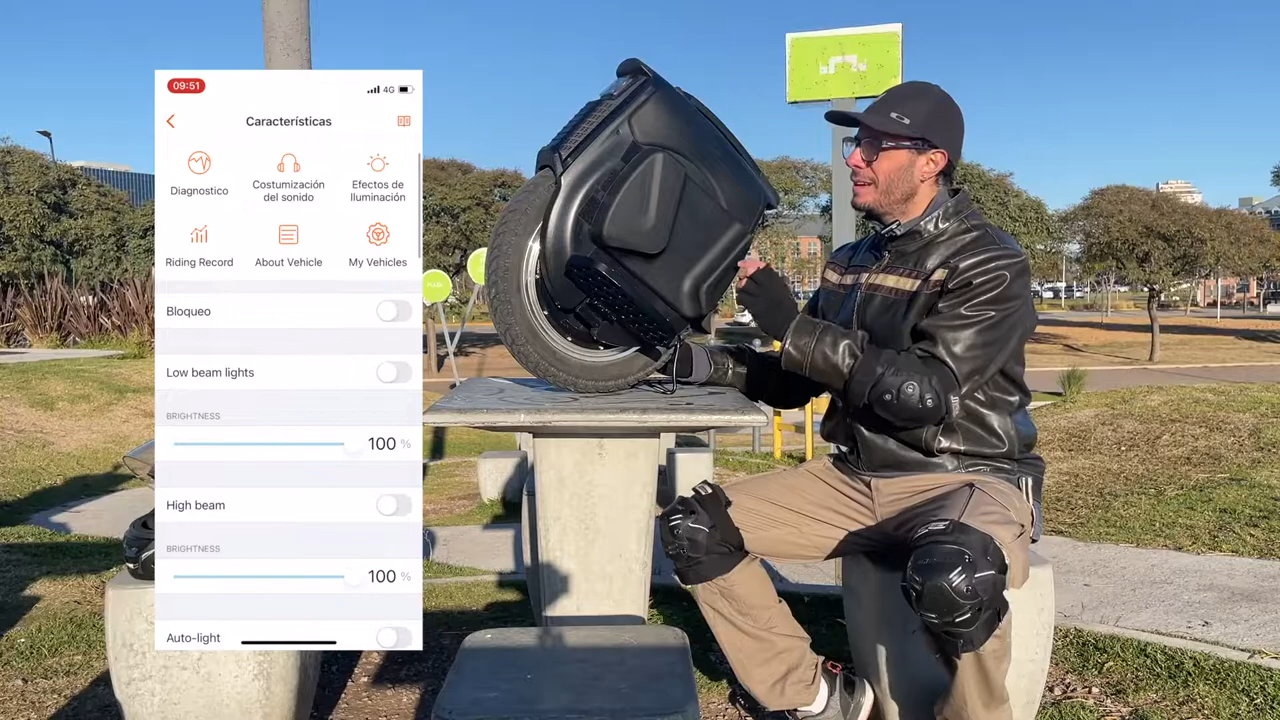 09:51
4G
Características
Diagnostico
Costumización
del sonido
Efectos de
Iluminación
Riding Record
About Vehicle
My Vehicles
Bloqueo
Low beam lights
BRIGHTNESS
100 %
High beam
BRIGHTNESS
100 %
Auto-light